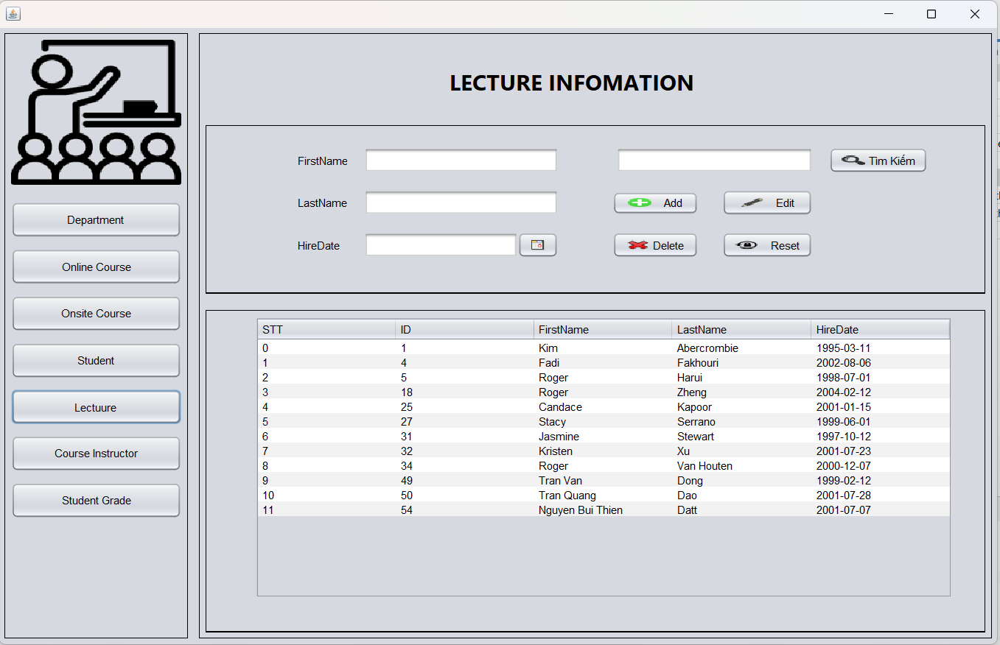 LECTURE INFOMATION
FirstName
Tìm Kiếm
LastName
Add
Edit
HireDate
Delete
Reset
Department
Online Course
Onsite Course
Student
Lectuure
Course Instructor
Student Grade
STT ID FirstName LastName HireDate
0 1 Kim Abercrombie 1995-03-11
1 4 Fadi Fakhouri 2002-08-06
2 5 Roger Harui 1998-07-01
3 18 Roger Zheng 2004-02-12
4 25 Candace Kapoor 2001-01-15
5 27 Stacy Serrano 1999-06-01
6 31 Jasmine Stewart 1997-10-12
7 32 Kristen Xu 2001-07-23
8 34 Roger Van Houten 2000-12-07
9 49 Tran Van Dong 1999-02-12
10 50 Tran Quang Dao 2001-07-28
11 54 Nguyen Bui Thien Datt 2001-07-07